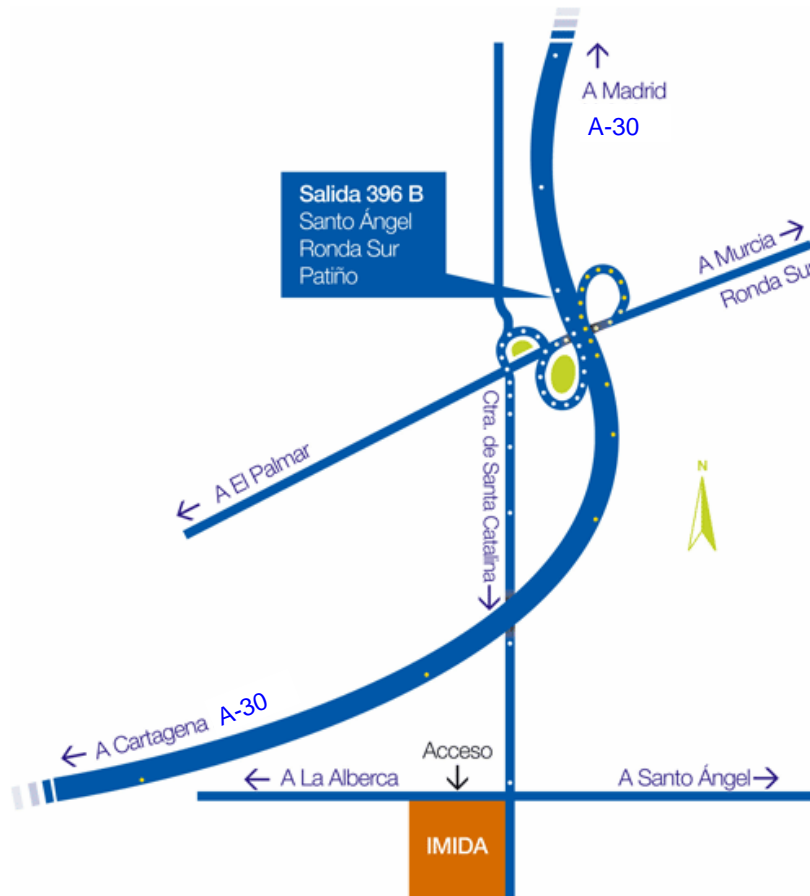 A Madrid
A-30
Salida 396 B
Santo Ángel
Ronda Sur
Patiño
A Murcia
Ronda Sur
Ctra. de Santa Catalina
A El Palmar
N
A Cartagena A-30
Acceso
A La Alberca
A Santo Ángel
IMIDA